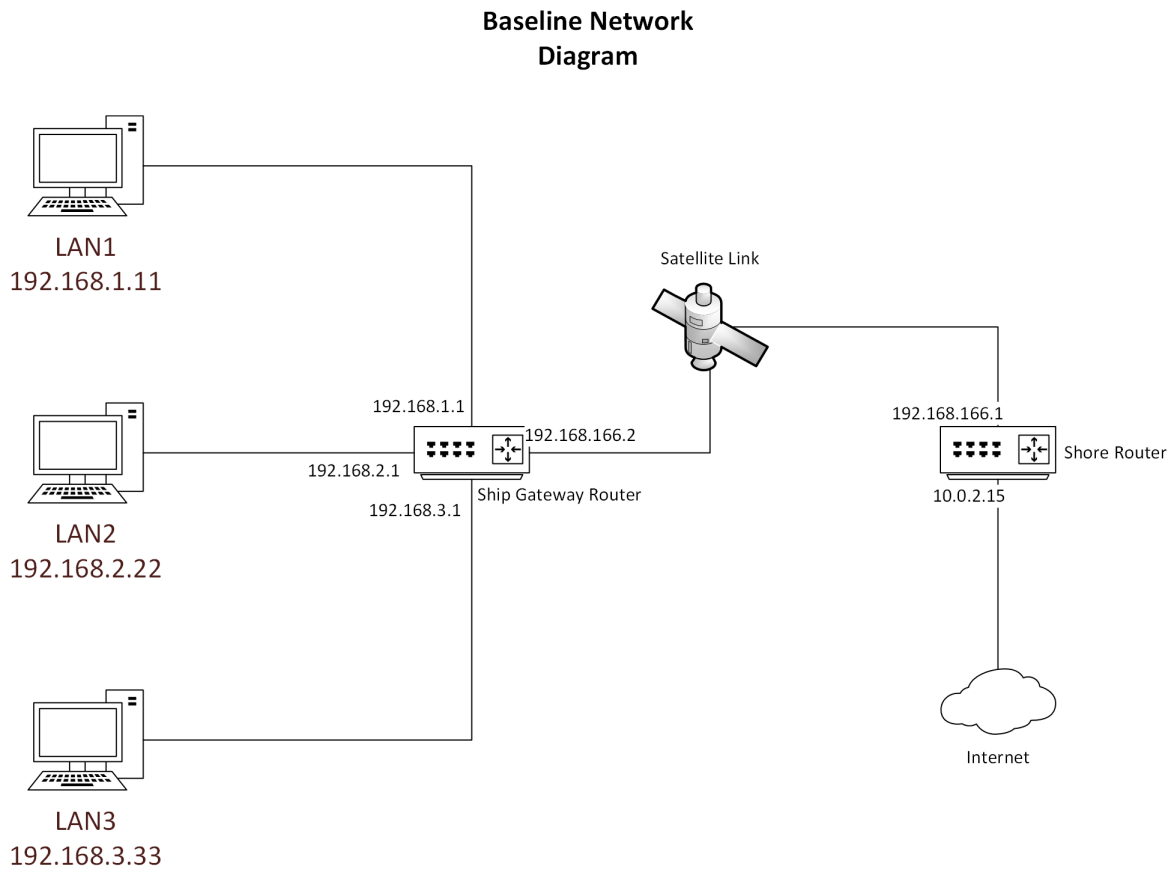 Baseline Network
Diagram
LAN1
192.168.1.11
Satellite Link
192.168.1.1
192.168.166.2
192.168.166.1
192.168.2.1
Ship Gateway Router
Shore Router
192.168.3.1
10.0.2.15
LAN2
192.168.2.22
Internet
LAN3
192.168.3.33